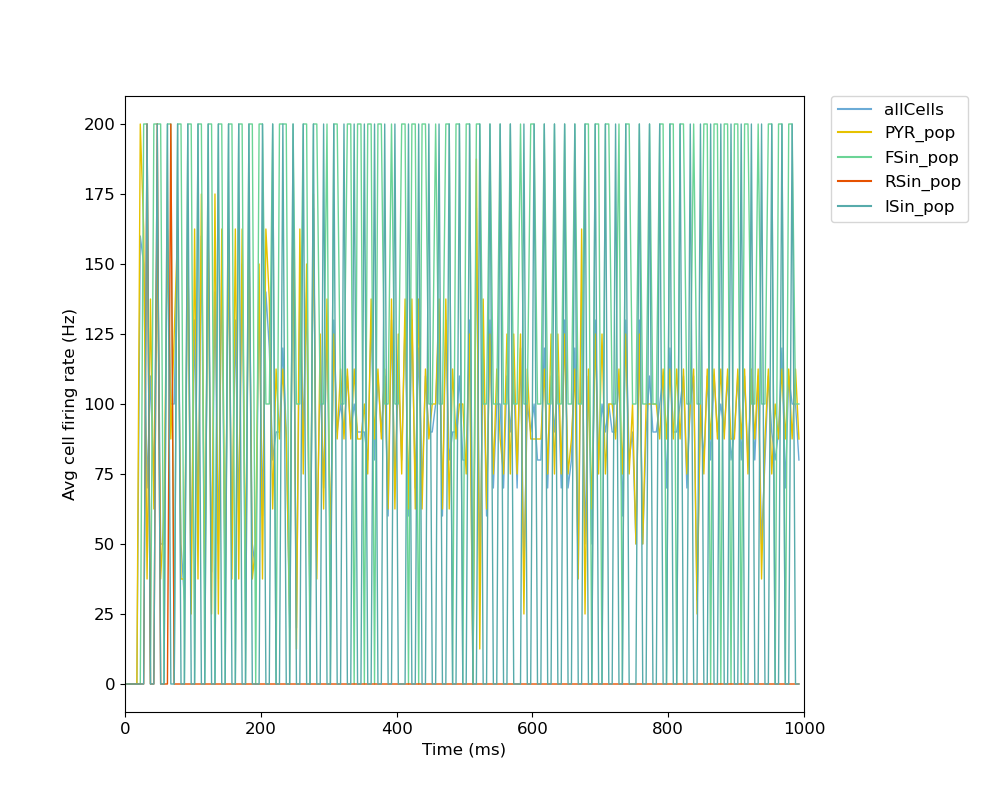 allCells
PYR_pop
FSin_pop
RSin_pop
ISin_pop
200
175
150
125
100
75
50
25
0
Avg cell firing rate (Hz)
0 200 400 600 800 1000
Time (ms)